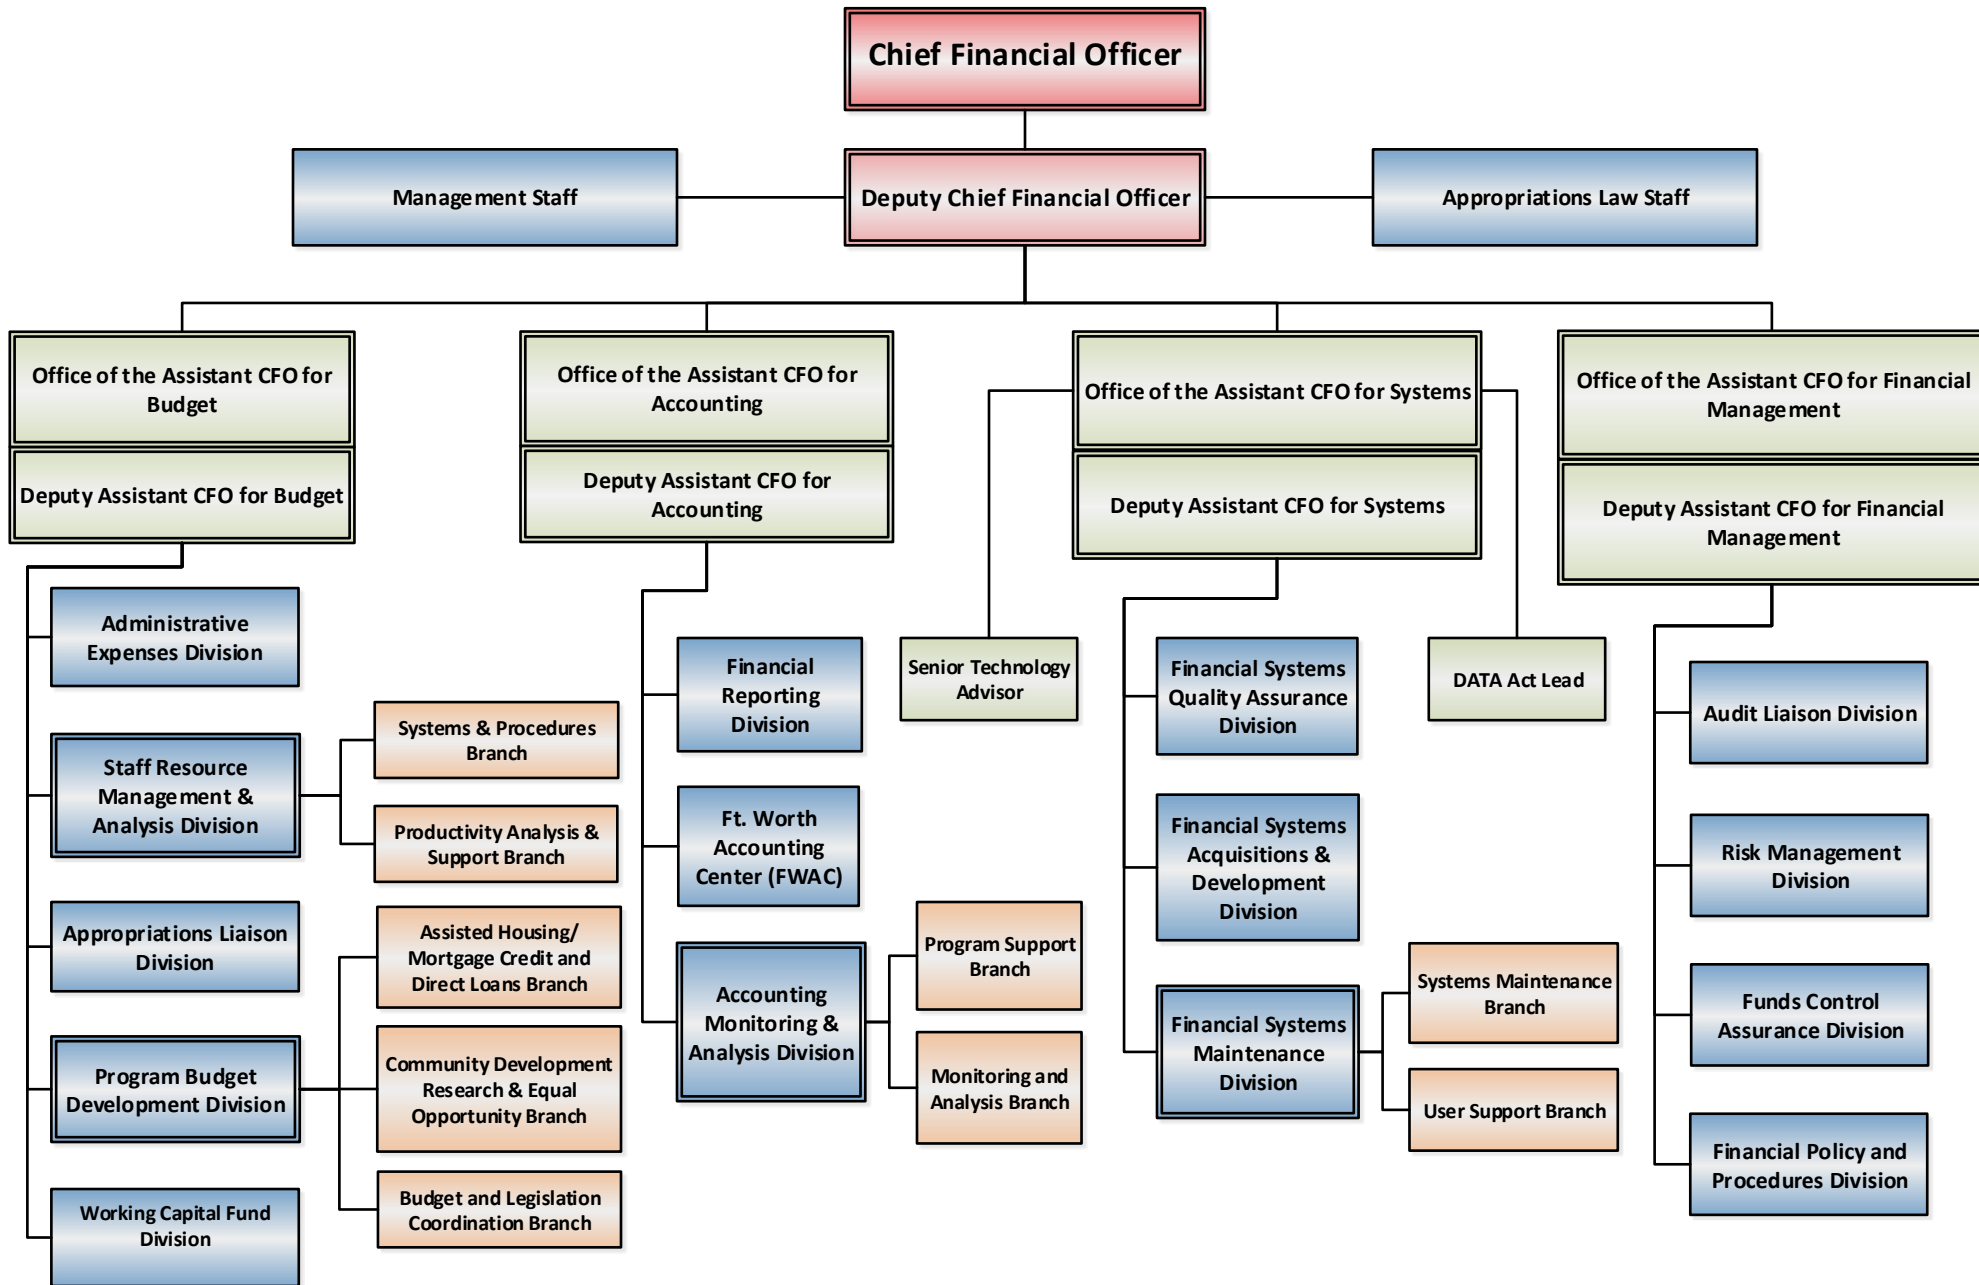 Chief Financial Officer
Management Staff
Deputy Chief Financial Officer
Appropriations Law Staff
Office of the Assistant CFO for
Budget
Deputy Assistant CFO for Budget
Office of the Assistant CFO for
Accounting
Deputy Assistant CFO for
Accounting
Office of the Assistant CFO for Systems
Deputy Assistant CFO for Systems
Office of the Assistant CFO for Financial
Management
Deputy Assistant CFO for Financial
Management
Administrative
Expenses Division
Staff Resource
Management &
Analysis Division
Systems & Procedures
Branch
Productivity Analysis &
Support Branch
Appropriations Liaison
Division
Program Budget
Development Division
Assisted Housing/
Mortgage Credit and
Direct Loans Branch
Community Development
Research & Equal
Opportunity Branch
Budget and Legislation
Coordination Branch
Working Capital Fund
Division
Financial
Reporting
Division
Ft. Worth
Accounting
Center (FWAC)
Accounting
Monitoring &
Analysis Division
Program Support
Branch
Monitoring and
Analysis Branch
Senior Technology
Advisor
Financial Systems
Quality Assurance
Division
DATA Act Lead
Financial Systems
Acquisitions &
Development
Division
Financial Systems
Maintenance
Division
Systems Maintenance
Branch
User Support Branch
Audit Liaison Division
Risk Management
Division
Funds Control
Assurance Division
Financial Policy and
Procedures Division